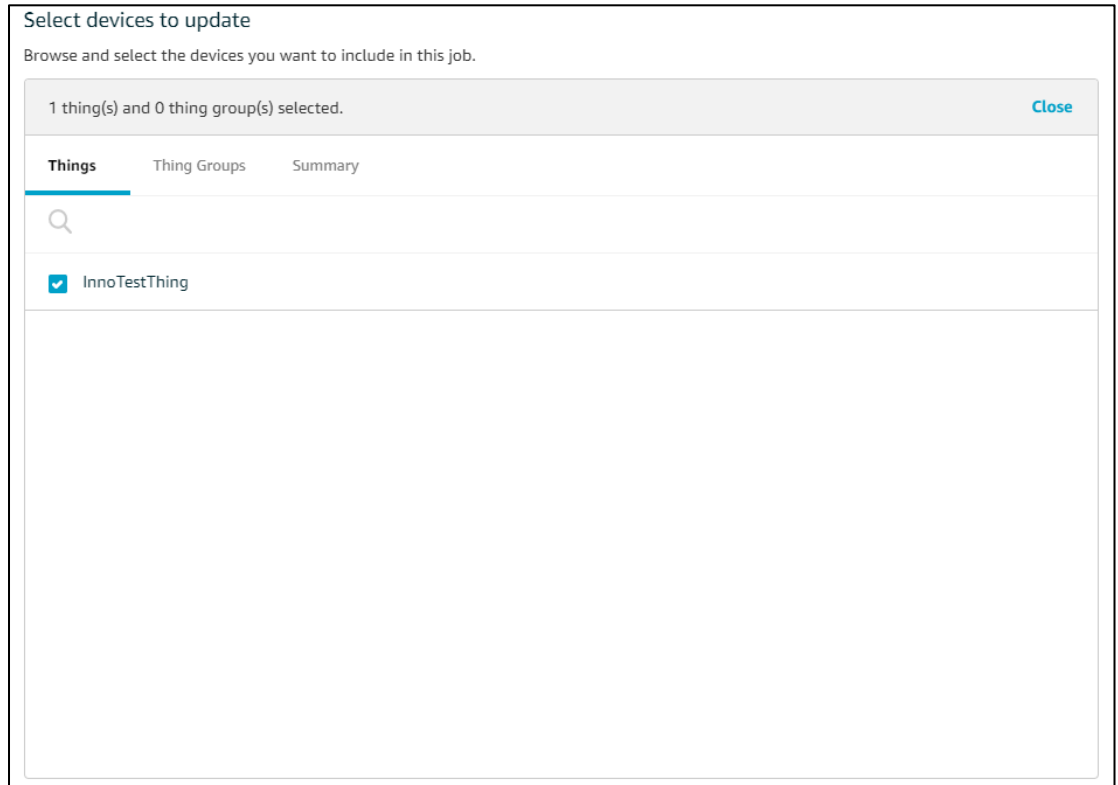 Select devices to update
Browse and select the devices you want to include in this job.
1 thing(s) and 0 thing group(s) selected. Close
Things Thing Groups Summary
InnoTestThing